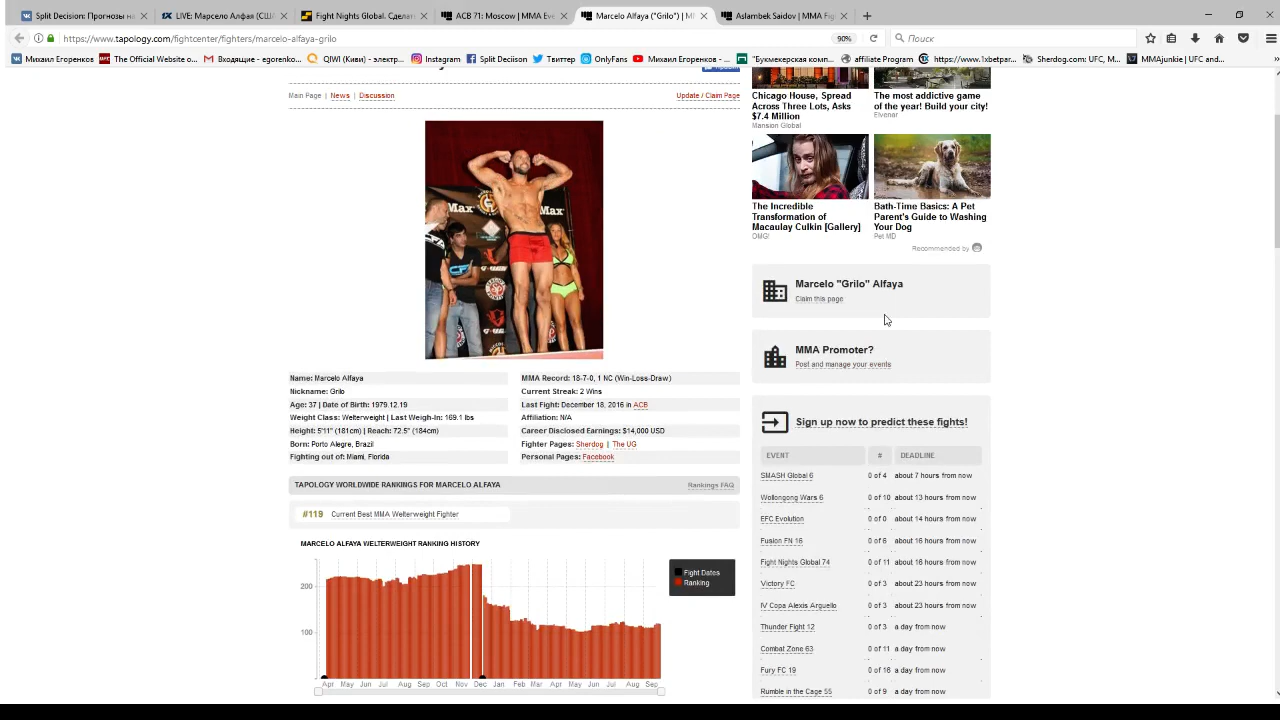 Split Decision: Прогнозы на
LIVE: Марсело Алфая (США
Fight Nights Global. Сделать
ACB 71: Moscow | MMA Eve
Marcelo Alfaya ("Grilo") | M
Aslambek Saidov | MMA Fig
https://www.tapology.com/fightcenter/fighters/marcelo-alfaya-grilo
90%
Поиск
Михаил Егоренков
The Official Website o...
Входящие - egorenko...
QIWI (Киви) - электр...
Instagram
Split Deciison
Твиттер
OnlyFans
Михаил Егоренков - ...
"Букмекерская комп...
affiliate Program
https://www.1xbetpar...
Sherdog.com: UFC, M...
MMAjunkie | UFC and...
Main Page | News | Discussion
Update / Claim Page
Max
Max
Name: Marcelo Alfaya
Nickname: Grilo
Age: 37 | Date of Birth: 1979.12.19
Weight Class: Welterweight | Last Weigh-In: 169.1 lbs
Height: 5'11" (181cm) | Reach: 72.5" (184cm)
Born: Porto Alegre, Brazil
Fighting out of: Miami, Florida
MMA Record: 18-7-0, 1 NC (Win-Loss-Draw)
Current Streak: 2 Wins
Last Fight: December 18, 2016 in ACB
Affiliation: N/A
Career Disclosed Earnings: $14,000 USD
Fighter Pages: Sherdog | The UG
Personal Pages: Facebook
TAPOLOGY WORLDWIDE RANKINGS FOR MARCELO ALFAYA
Rankings FAQ
#119 Current Best MMA Welterweight Fighter
MARCELO ALFAYA WELTERWEIGHT RANKING HISTORY
200
100
Apr May Jun Jul Aug Sep Oct Nov Dec Jan Feb Mar Apr May Jun Jul Aug Sep
Fight Dates
Ranking
Chicago House, Spread
Across Three Lots, Asks
$7.4 Million
Mansion Global
The most addictive game
of the year! Build your city!
Elvenar
The Incredible
Transformation of
Macaulay Culkin [Gallery]
OMG!
Bath-Time Basics: A Pet
Parent's Guide to Washing
Your Dog
Pet MD
Recommended by
Marcelo "Grilo" Alfaya
Claim this page
MMA Promoter?
Post and manage your events
Sign up now to predict these fights!
EVENT # DEADLINE
SMASH Global 6 0 of 4 about 7 hours from now
Wollongong Wars 6 0 of 10 about 13 hours from now
EFC Evolution 0 of 0 about 14 hours from now
Fusion FN 16 0 of 6 about 16 hours from now
Fight Nights Global 74 0 of 11 about 16 hours from now
Victory FC 0 of 3 about 23 hours from now
IV Copa Alexis Arguello 0 of 3 about 23 hours from now
Thunder Fight 12 0 of 3 a day from now
Combat Zone 63 0 of 11 a day from now
Fury FC 19 0 of 16 a day from now
Rumble in the Cage 55 0 of 9 a day from now